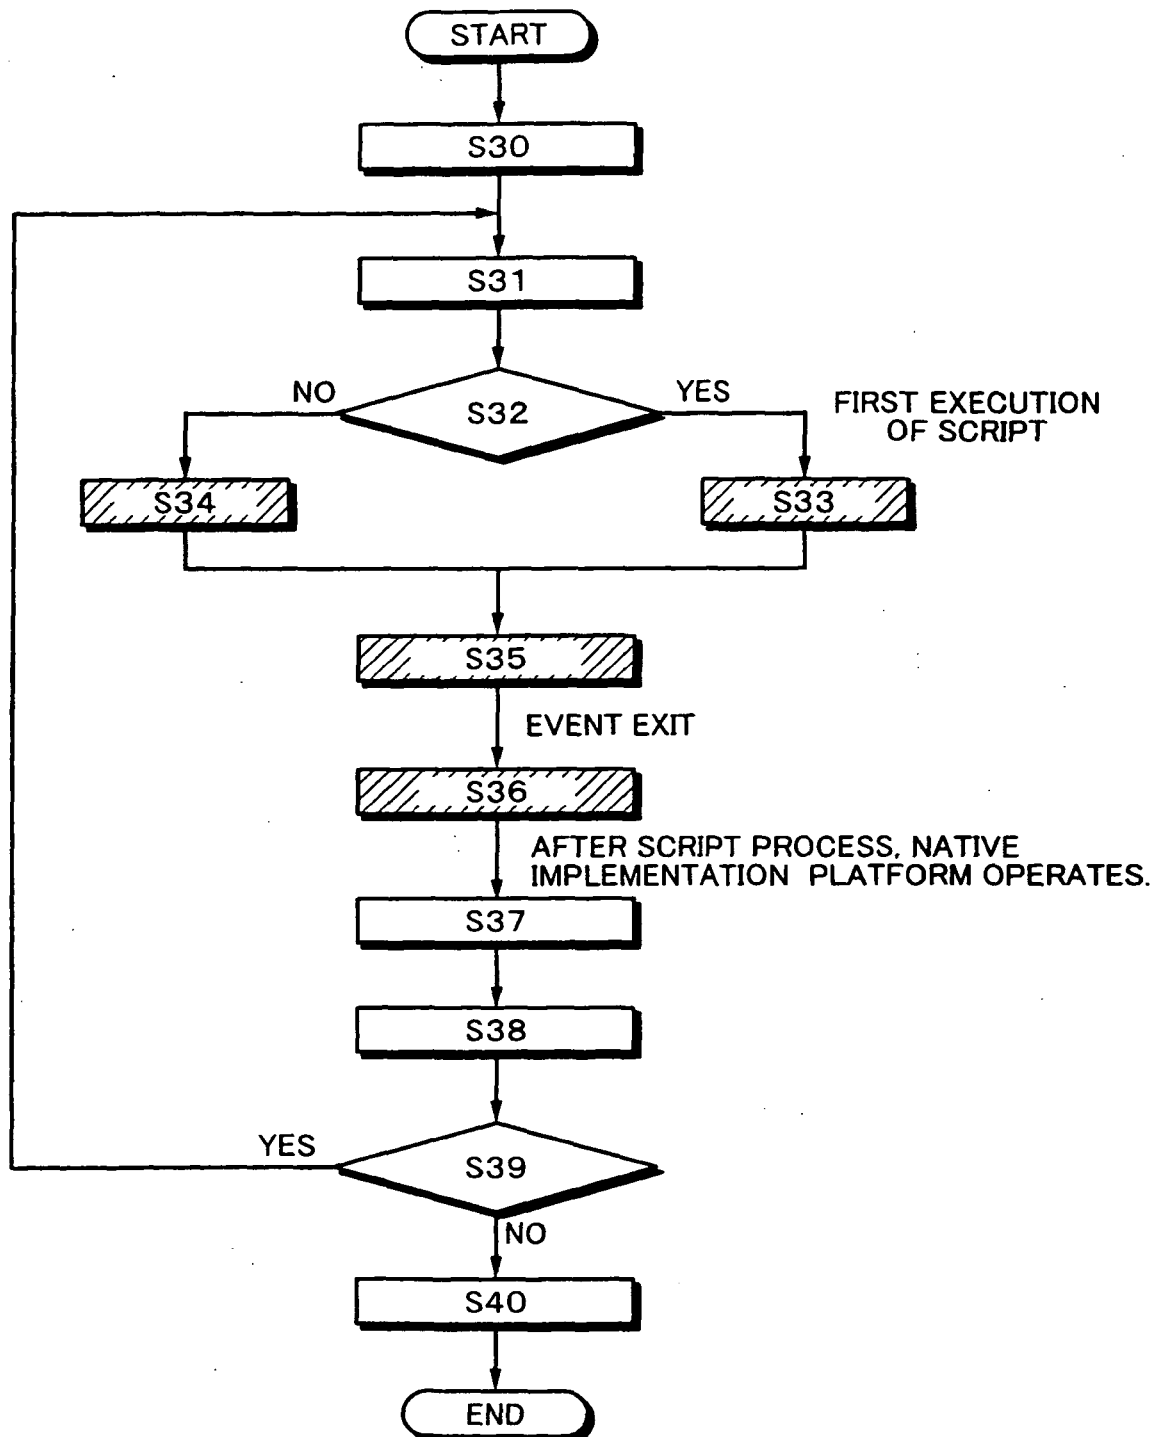 START
S30
S31
NO
YES
S32
FIRST EXECUTION
OF SCRIPT
S34
S33
S35
EVENT EXIT
S36
AFTER SCRIPT PROCESS, NATIVE
IMPLEMENTATION PLATFORM OPERATES.
S37
S38
YES
S39
NO
S40
END